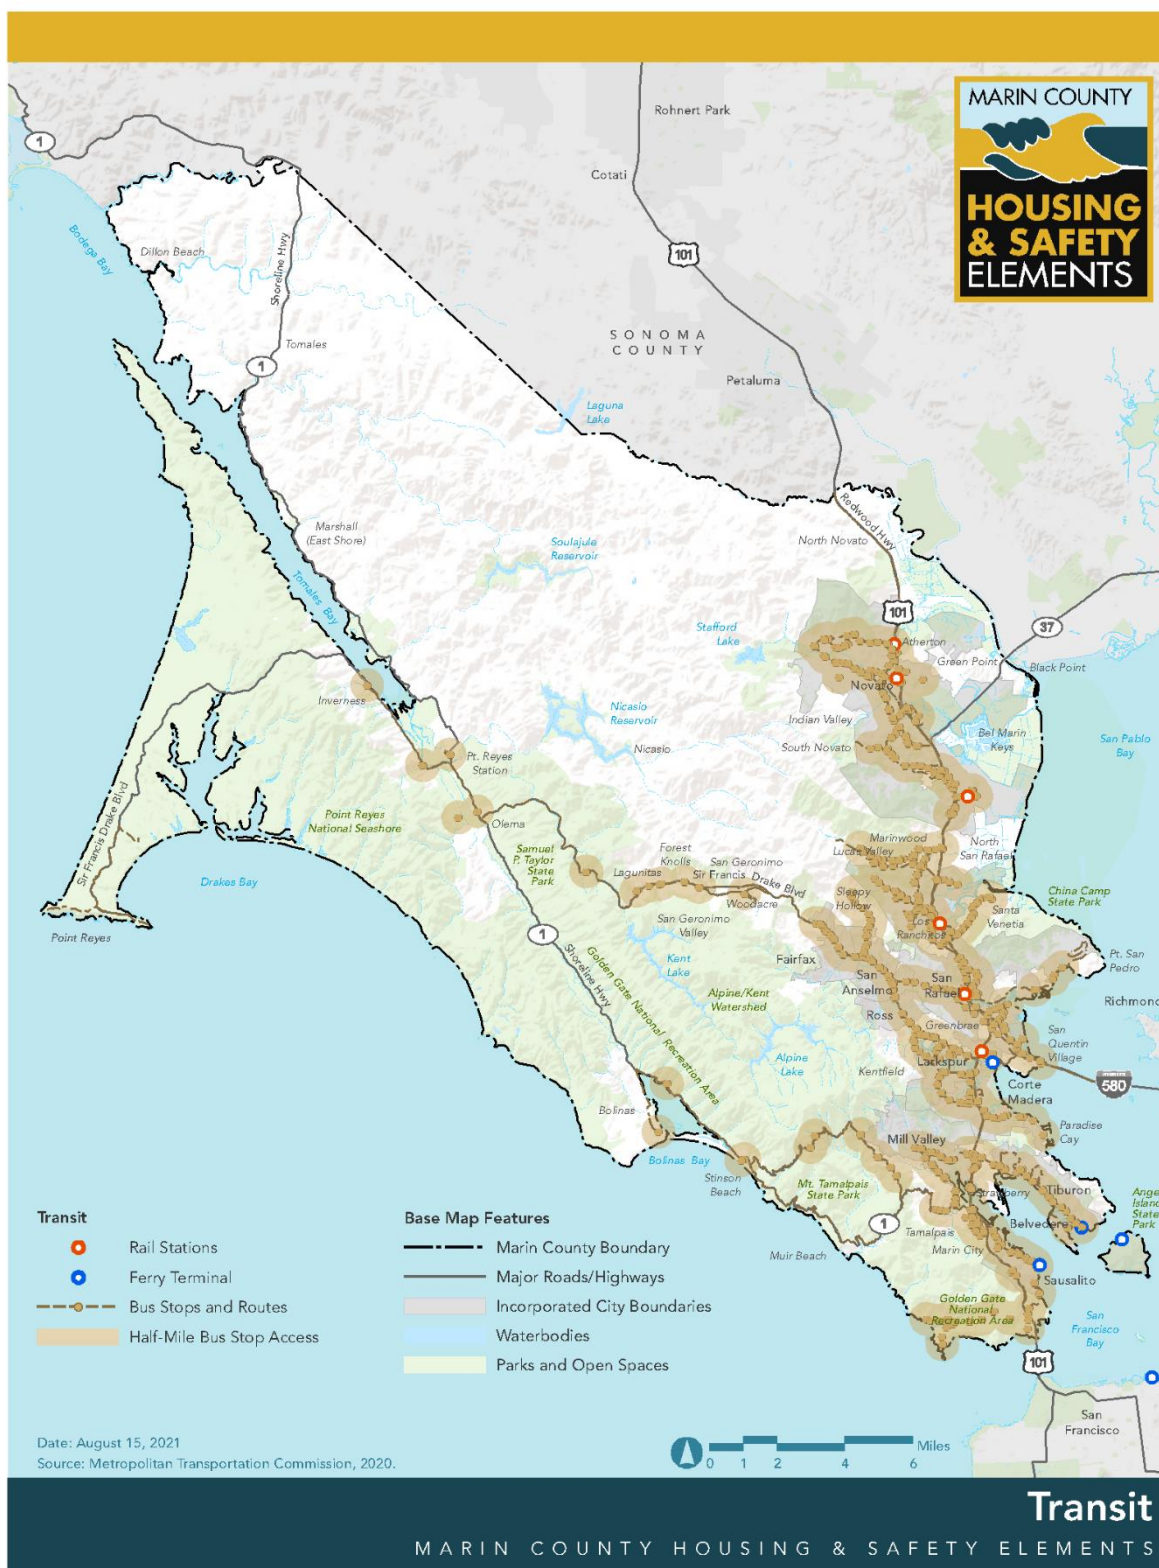 MARIN COUNTY
HOUSING
& SAFETY
ELEMENTS
1
Rohnert Park
Cotati
101
Bodega Bay
Dillon Beach
Shoreline Hwy
SONOMA
COUNTY
Tomales
1
Petaluma
Laguna
Lake
Redwood Hwy
Marshall
(East Shore)
Soulajule
Reservoir
North Novato
Tomales Bay
101
Stafford
Lake
37
Atherton
Green Point
Black Point
Novato
Inverness
Nicasio
Reservoir
Indian Valley
Bel Marin
Keys
San Pablo
Bay
South Novato
Nicasio
Pt. Reyes
Station
Sir Francis Drake Blvd
Point Reyes
National Seashore
Olema
Samuel
P. Taylor
State
Park
Forest
Knolls
Marinwood
Lucas Valley
North
San Rafael
San Geronimo
Lagunitas
Sir Francis Drake Blvd
Drakes Bay
Woodacre
Sleepy
Hollow
China Camp
State Park
Santa
Venetia
Los
Ranchitos
Point Reyes
San Geronimo
Valley
1
Shoreline Hwy
Golden Gate National Recreation Area
Kent
Lake
Fairfax
Pt. San
Pedro
San
Anselmo
San
Rafael
Alpine/Kent
Watershed
Richmond
Ross
Greenbrae
San
Quentin
Village
Alpine
Lake
Larkspur
Kentfield
580
Corte
Madera
Bolinas
Paradise
Cay
Mill Valley
Bolinas Bay
Stinson
Beach
Mt. Tamalpais
State Park
Strawberry
Tiburon
Angel
Island
State
Park
1
Belvedere
Tamalpais
Marin City
Muir Beach
Sausalito
Golden Gate
National
Recreation Area
San
Francisco
Bay
101
San
Francisco
Transit
Rail Stations
Ferry Terminal
Bus Stops and Routes
Half-Mile Bus Stop Access
Base Map Features
Marin County Boundary
Major Roads/Highways
Incorporated City Boundaries
Waterbodies
Parks and Open Spaces
Date: August 15, 2021
Source: Metropolitan Transportation Commission, 2020.
0 1 2 4 6 Miles
Transit
MARIN COUNTY HOUSING & SAFETY ELEMENTS